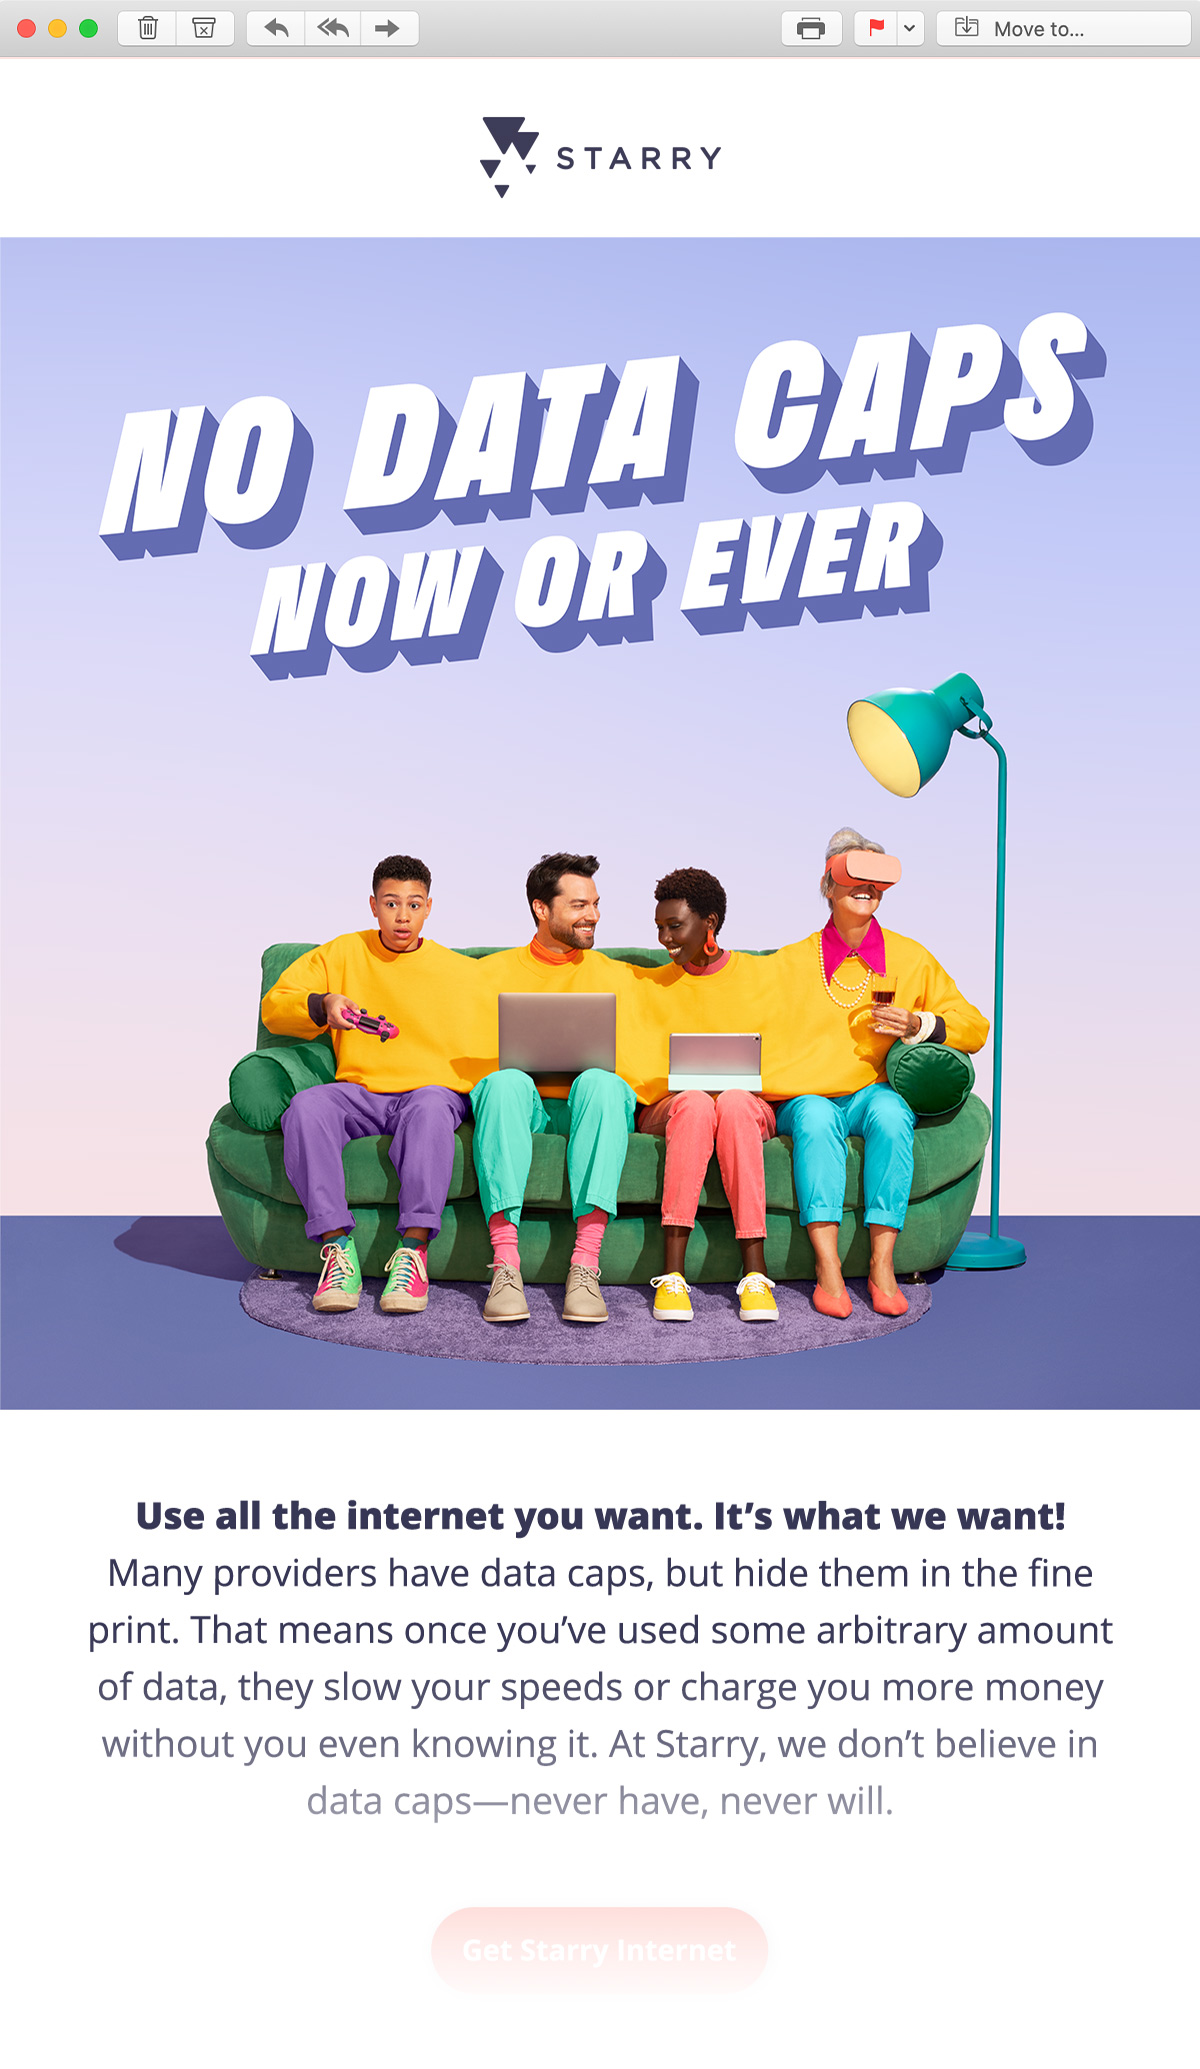 Move to...
STARRY
NO DATA CAPS
NOW OR EVER
Use all the internet you want. It’s what we want!
Many providers have data caps, but hide them in the fine
print. That means once you’ve used some arbitrary amount
of data, they slow your speeds or charge you more money
without you even knowing it. At Starry, we don’t believe in
data caps—never have, never will.
Get Starry Internet